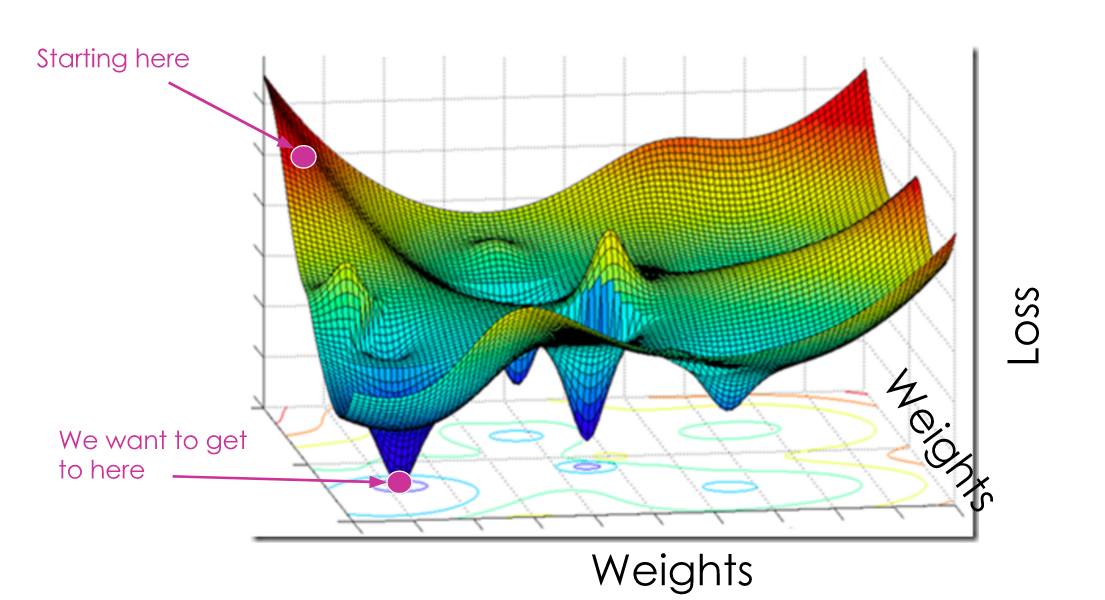 Starting here
Loss
Weights
We want to get
to here
Weights